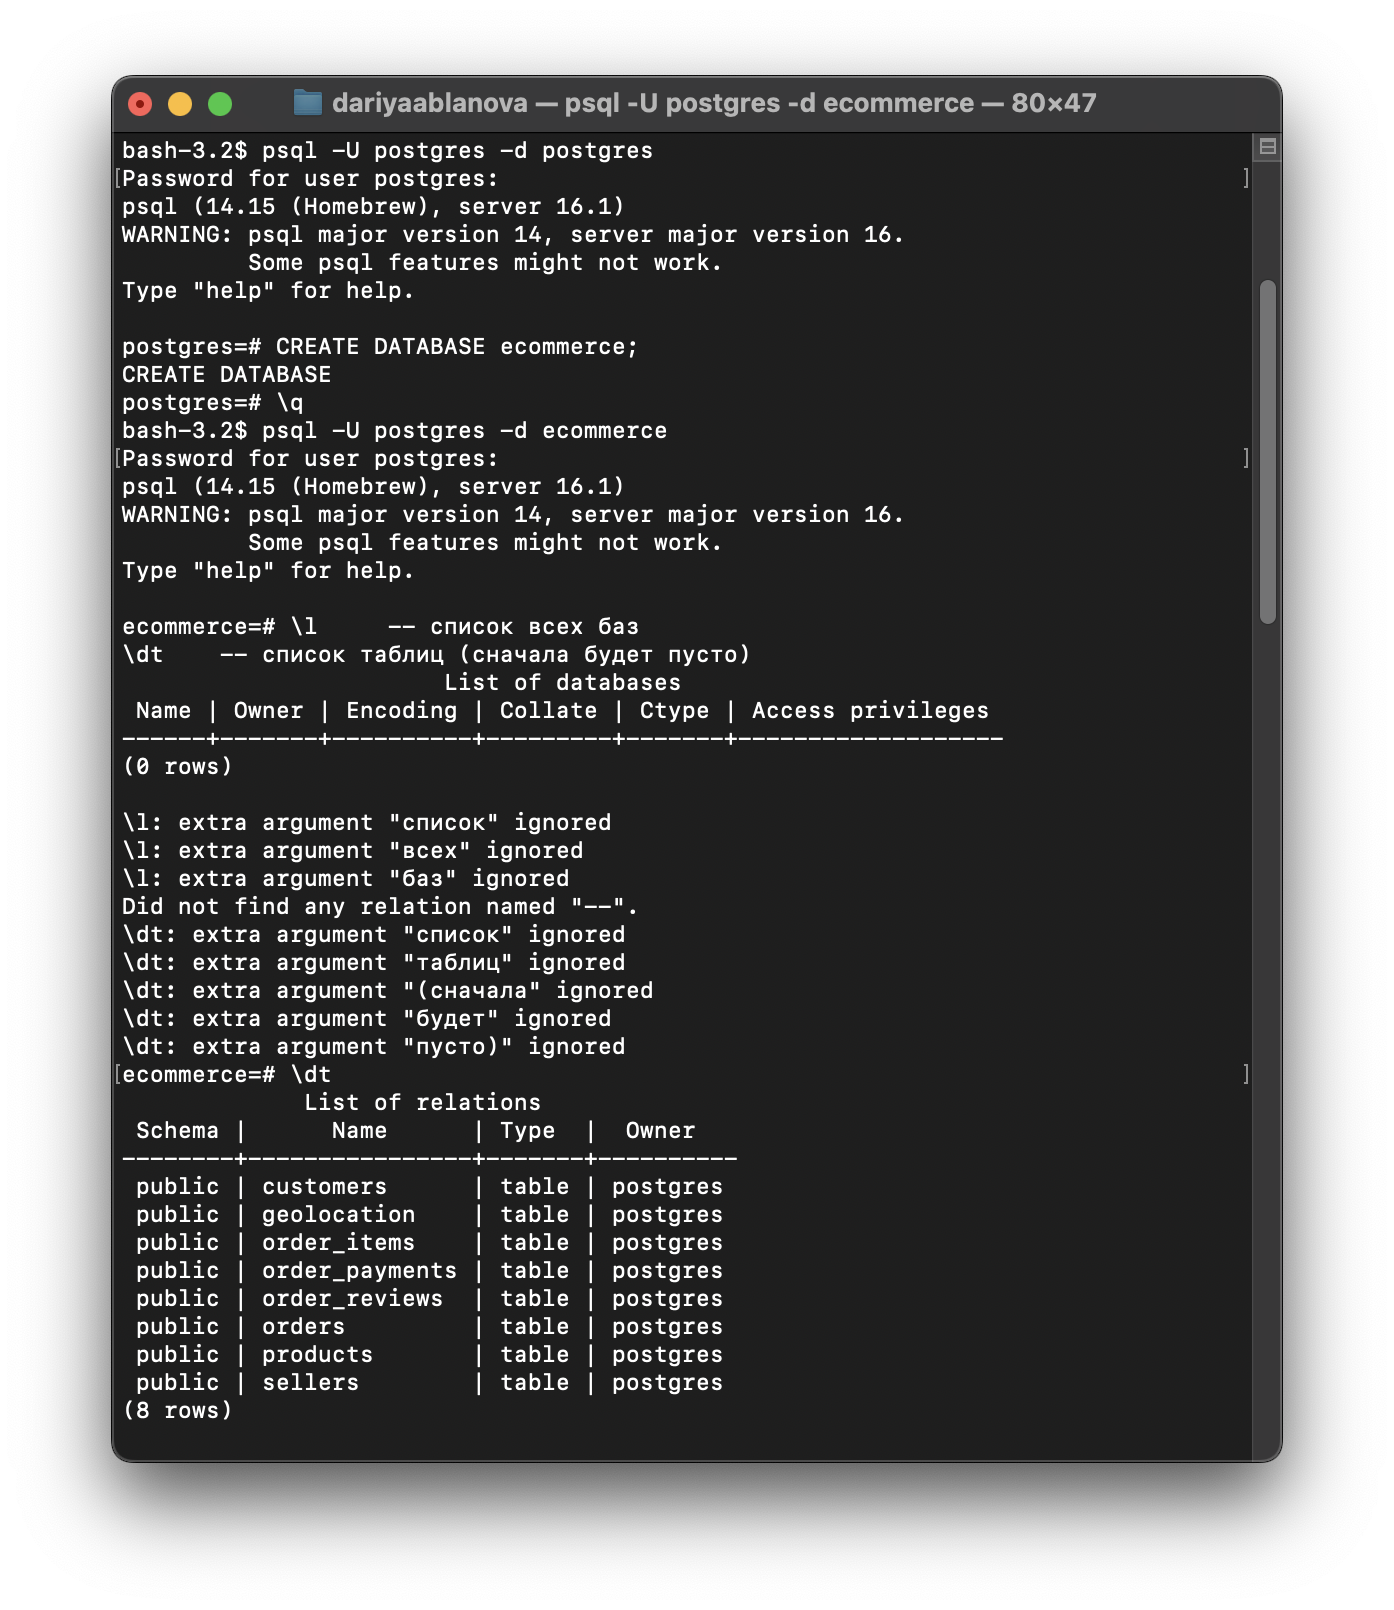 dariyaablanova — psql -U postgres -d ecommerce — 80×47
bash-3.2$ psql -U postgres -d postgres
[Password for user postgres: ]
psql (14.15 (Homebrew), server 16.1)
WARNING: psql major version 14, server major version 16.
         Some psql features might not work.
Type "help" for help.

postgres=# CREATE DATABASE ecommerce;
CREATE DATABASE
postgres=# \q
bash-3.2$ psql -U postgres -d ecommerce
[Password for user postgres: ]
psql (14.15 (Homebrew), server 16.1)
WARNING: psql major version 14, server major version 16.
         Some psql features might not work.
Type "help" for help.

ecommerce=# \l     -- список всех баз
\dt    -- список таблиц (сначала будет пусто)
                       List of databases
 Name | Owner | Encoding | Collate | Ctype | Access privileges
------+-------+----------+---------+-------+-------------------
(0 rows)

\l: extra argument "список" ignored
\l: extra argument "всех" ignored
\l: extra argument "баз" ignored
Did not find any relation named "--".
\dt: extra argument "список" ignored
\dt: extra argument "таблиц" ignored
\dt: extra argument "(сначала" ignored
\dt: extra argument "будет" ignored
\dt: extra argument "пусто)" ignored
[ecommerce=# \dt ]
             List of relations
 Schema |      Name      | Type  |  Owner
--------+----------------+-------+----------
 public | customers      | table | postgres
 public | geolocation    | table | postgres
 public | order_items    | table | postgres
 public | order_payments | table | postgres
 public | order_reviews  | table | postgres
 public | orders         | table | postgres
 public | products       | table | postgres
 public | sellers        | table | postgres
(8 rows)